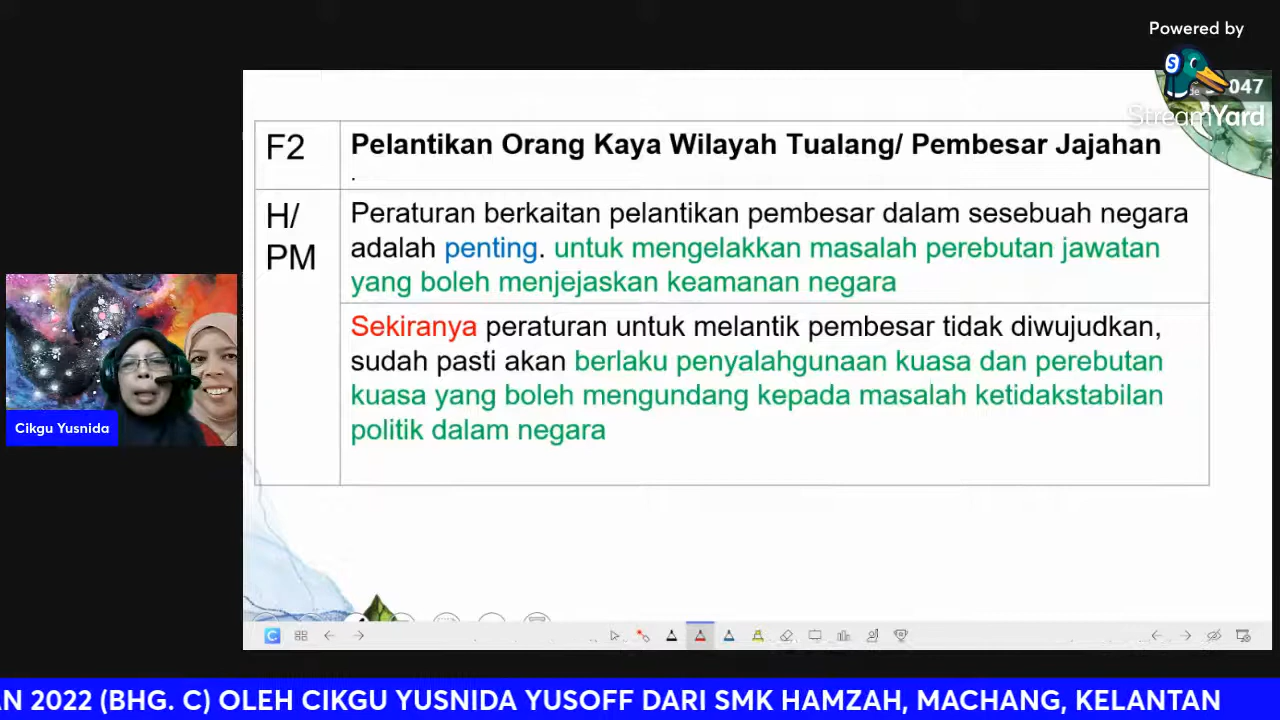 Powered by
047
StreamYard
F2
Pelantikan Orang Kaya Wilayah Tualang/ Pembesar Jajahan
.
H/
PM
Peraturan berkaitan pelantikan pembesar dalam sesebuah negara
adalah penting. untuk mengelakkan masalah perebutan jawatan
yang boleh menjejaskan keamanan negara
Sekiranya peraturan untuk melantik pembesar tidak diwujudkan,
sudah pasti akan berlaku penyalahgunaan kuasa dan perebutan
kuasa yang boleh mengundang kepada masalah ketidakstabilan
politik dalam negara
Cikgu Yusnida
AN 2022 (BHG. C) OLEH CIKGU YUSNIDA YUSOFF DARI SMK HAMZAH, MACHANG, KELANTAN